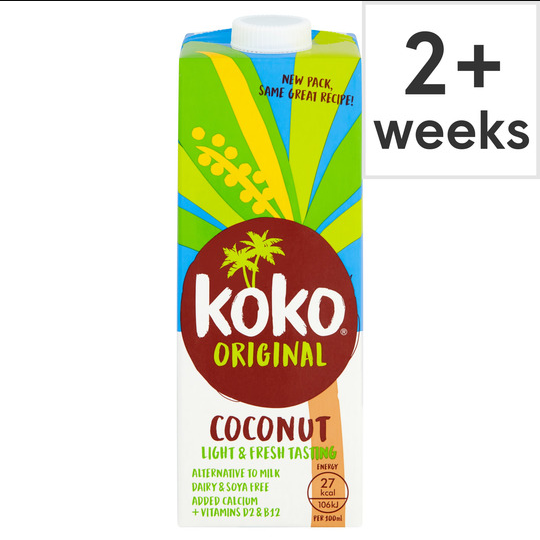 NEW PACK,
SAME GREAT RECIPE!
2+
weeks
koko®
ORIGINAL
COCONUT
LIGHT & FRESH TASTING
ALTERNATIVE TO MILK
DAIRY & SOYA FREE
ADDED CALCIUM
+ VITAMINS D2 & B12
ENERGY
27
kcal
106kJ
PER 100ml